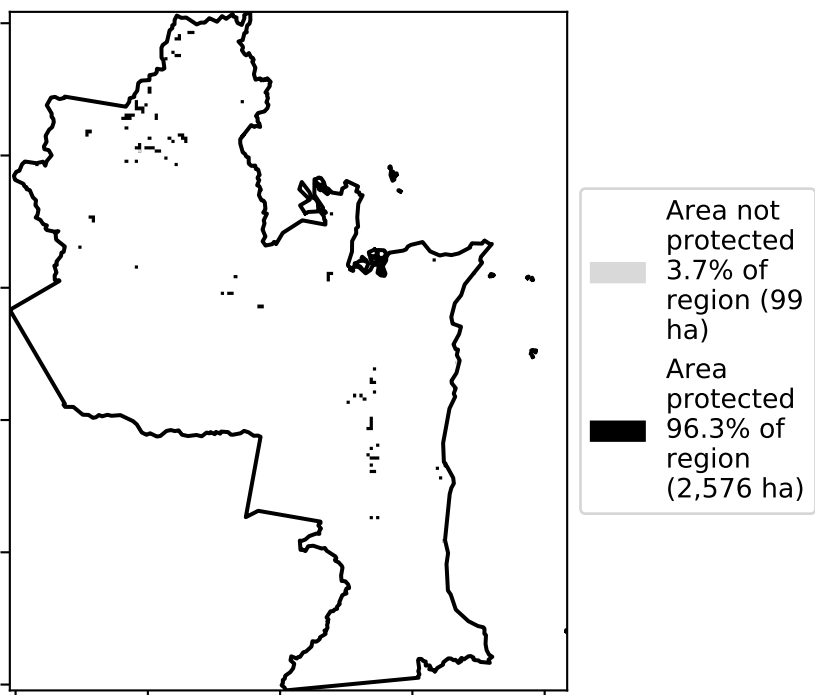 Area not
protected
3.7% of
region (99
ha)
Area
protected
96.3% of
region
(2,576 ha)